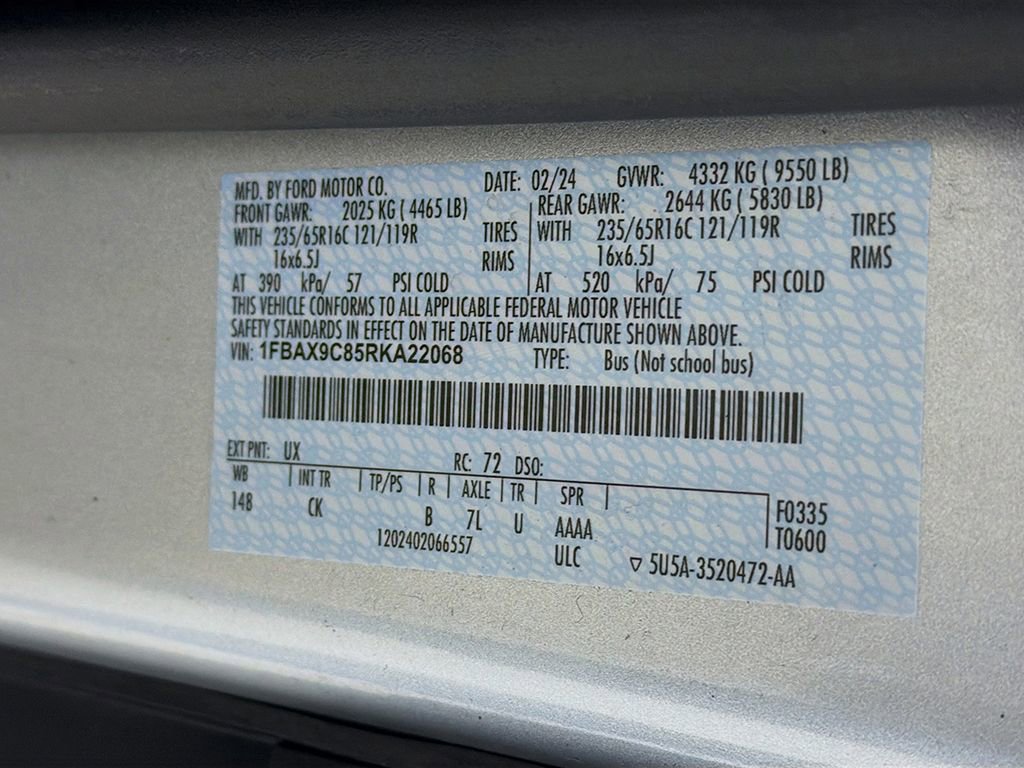 MFD. BY FORD MOTOR CO. DATE: 02/24 GVWR: 4332 KG ( 9550 LB)
FRONT GAWR: 2025 KG ( 4465 LB) REAR GAWR: 2644 KG ( 5830 LB)
WITH 235/65R16C 121/119R TIRES WITH 235/65R16C 121/119R TIRES
16x6.5J RIMS 16x6.5J RIMS
AT 390 kPa/ 57 PSI COLD AT 520 kPa/ 75 PSI COLD
THIS VEHICLE CONFORMS TO ALL APPLICABLE FEDERAL MOTOR VEHICLE
SAFETY STANDARDS IN EFFECT ON THE DATE OF MANUFACTURE SHOWN ABOVE.
VIN: 1FBAX9C85RKA22068 TYPE: Bus (Not school bus)
EXT PNT: UX RC: 72 DSO:
WB INT TR TP/PS R AXLE TR SPR
148 CK B 7L U AAAA F0335
1202402066557 ULC T0600
▽ 5U5A-3520472-AA